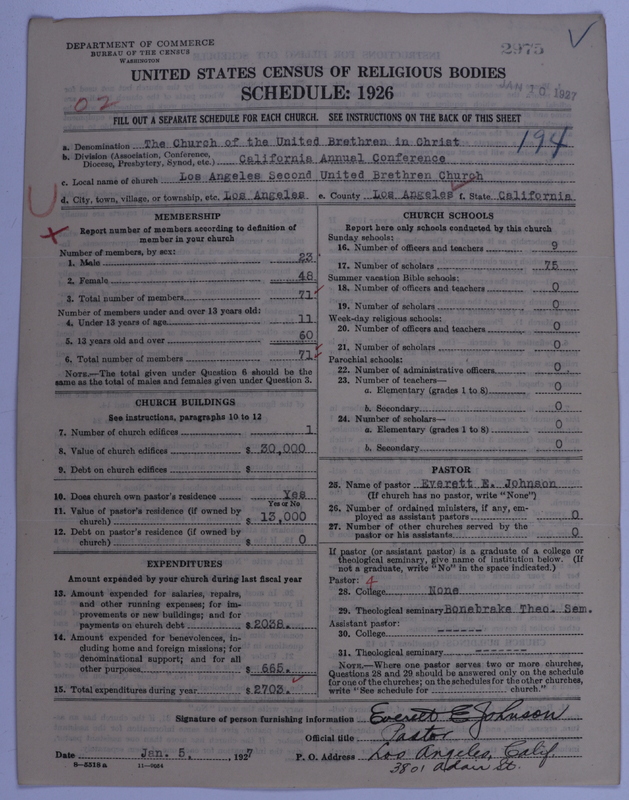 DEPARTMENT OF COMMERCE
BUREAU OF THE CENSUS
WASHINGTON
2975
UNITED STATES CENSUS OF RELIGIOUS BODIES
SCHEDULE: 1926
JAN 10 1927
02
FILL OUT A SEPARATE SCHEDULE FOR EACH CHURCH. SEE INSTRUCTIONS ON THE BACK OF THIS SHEET
194
a. Denomination The Church of the United Brethren in Christ
b. Division (Association, Conference, Diocese, Presbytery, Synod, etc.) California Annual Conference
c. Local name of church Los Angeles Second United Brethren Church
d. City, town, village, or township, etc. Los Angeles e. County Los Angeles f. State California
MEMBERSHIP
Report number of members according to definition of
member in your church
Number of members, by sex:
1. Male 23
2. Female 48
3. Total number of members 71
Number of members under and over 13 years old:
4. Under 13 years of age 11
5. 13 years old and over 60
6. Total number of members 71
NOTE.—The total given under Question 6 should be the
same as the total of males and females given under Question 3.
CHURCH BUILDINGS
See instructions, paragraphs 10 to 12
7. Number of church edifices 1
8. Value of church edifices $ 30,000
9. Debt on church edifices $
10. Does church own pastor's residence Yes
Yes or No
11. Value of pastor's residence (if owned by
church) $ 13,000
12. Debt on pastor's residence (if owned by
church) $ 0
EXPENDITURES
Amount expended by your church during last fiscal year
13. Amount expended for salaries, repairs,
and other running expenses; for im-
provements or new buildings; and for
payments on church debt $2038.
14. Amount expended for benevolences, in-
cluding home and foreign missions; for
denominational support; and for all
other purposes $ 665.
15. Total expenditures during year $2703.
CHURCH SCHOOLS
Report here only schools conducted by this church
Sunday schools:
16. Number of officers and teachers 9
17. Number of scholars 75
Summer vacation Bible schools:
18. Number of officers and teachers 0
19. Number of scholars 0
Week-day religious schools:
20. Number of officers and teachers 0
21. Number of scholars 0
Parochial schools:
22. Number of administrative officers 0
23. Number of teachers—
a. Elementary (grades 1 to 8) 0
b. Secondary 0
24. Number of scholars—
a. Elementary (grades 1 to 8) 0
b. Secondary 0
PASTOR
25. Name of pastor Everett E. Johnson
(If church has no pastor, write "None")
26. Number of ordained ministers, if any, em-
ployed as assistant pastors 0
27. Number of other churches served by the
pastor or his assistants 0
If pastor (or assistant pastor) is a graduate of a college or
theological seminary, give name of institution below. (If
not a graduate, write "No" in the space indicated.)
Pastor: 4
28. College None
29. Theological seminary Bonebrake Theo. Sem.
Assistant pastor:
30. College ------
31. Theological seminary -------
NOTE.—Where one pastor serves two or more churches,
Questions 28 and 29 should be answered only on the schedule
for one of the churches; on the schedules for the other churches,
write "See schedule for ... church."
Signature of person furnishing information Everett E Johnson
Official title Pastor
Date Jan. 5, 1927 P. O. Address Los Angeles, Calif.
3801 Adair St.
8—5518a 11—9054